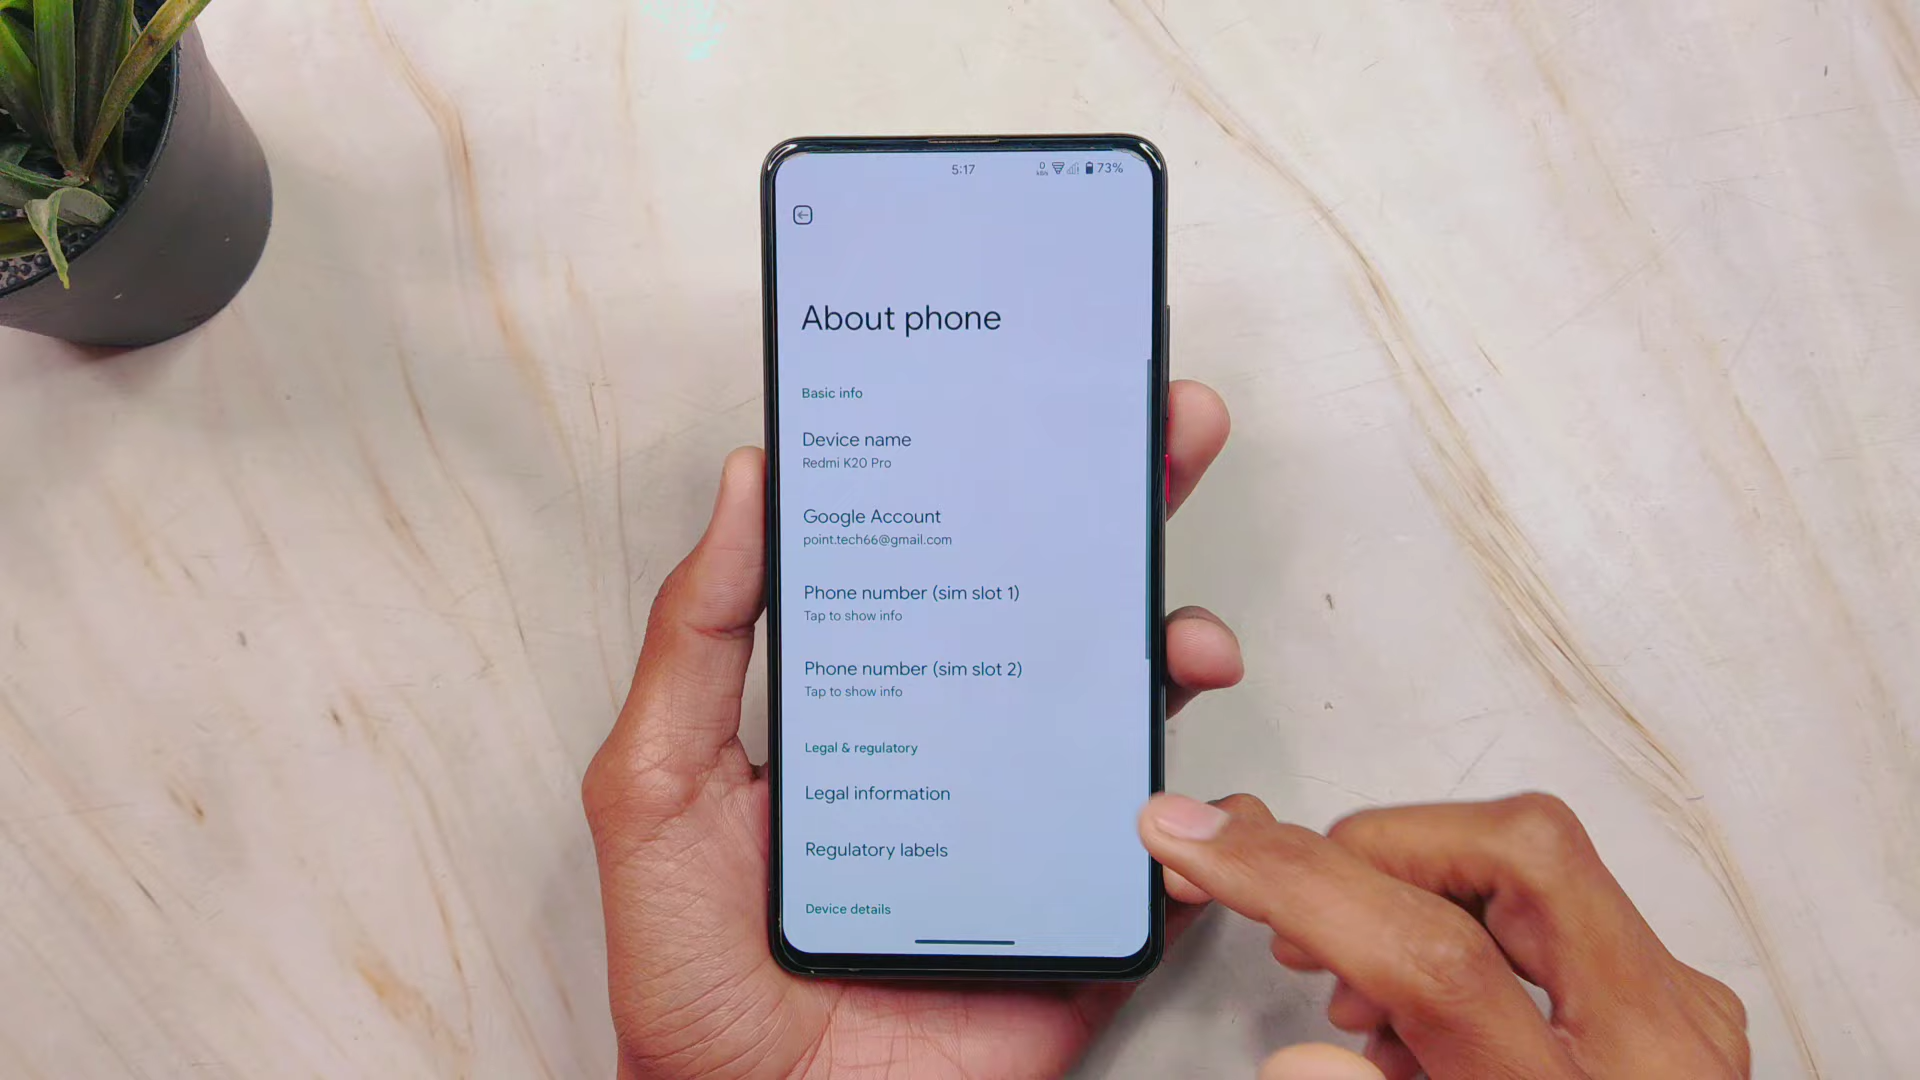 5:17
0
kB/s
73%
About phone
Basic info
Device name
Redmi K20 Pro
Google Account
point.tech66@gmail.com
Phone number (sim slot 1)
Tap to show info
Phone number (sim slot 2)
Tap to show info
Legal & regulatory
Legal information
Regulatory labels
Device details